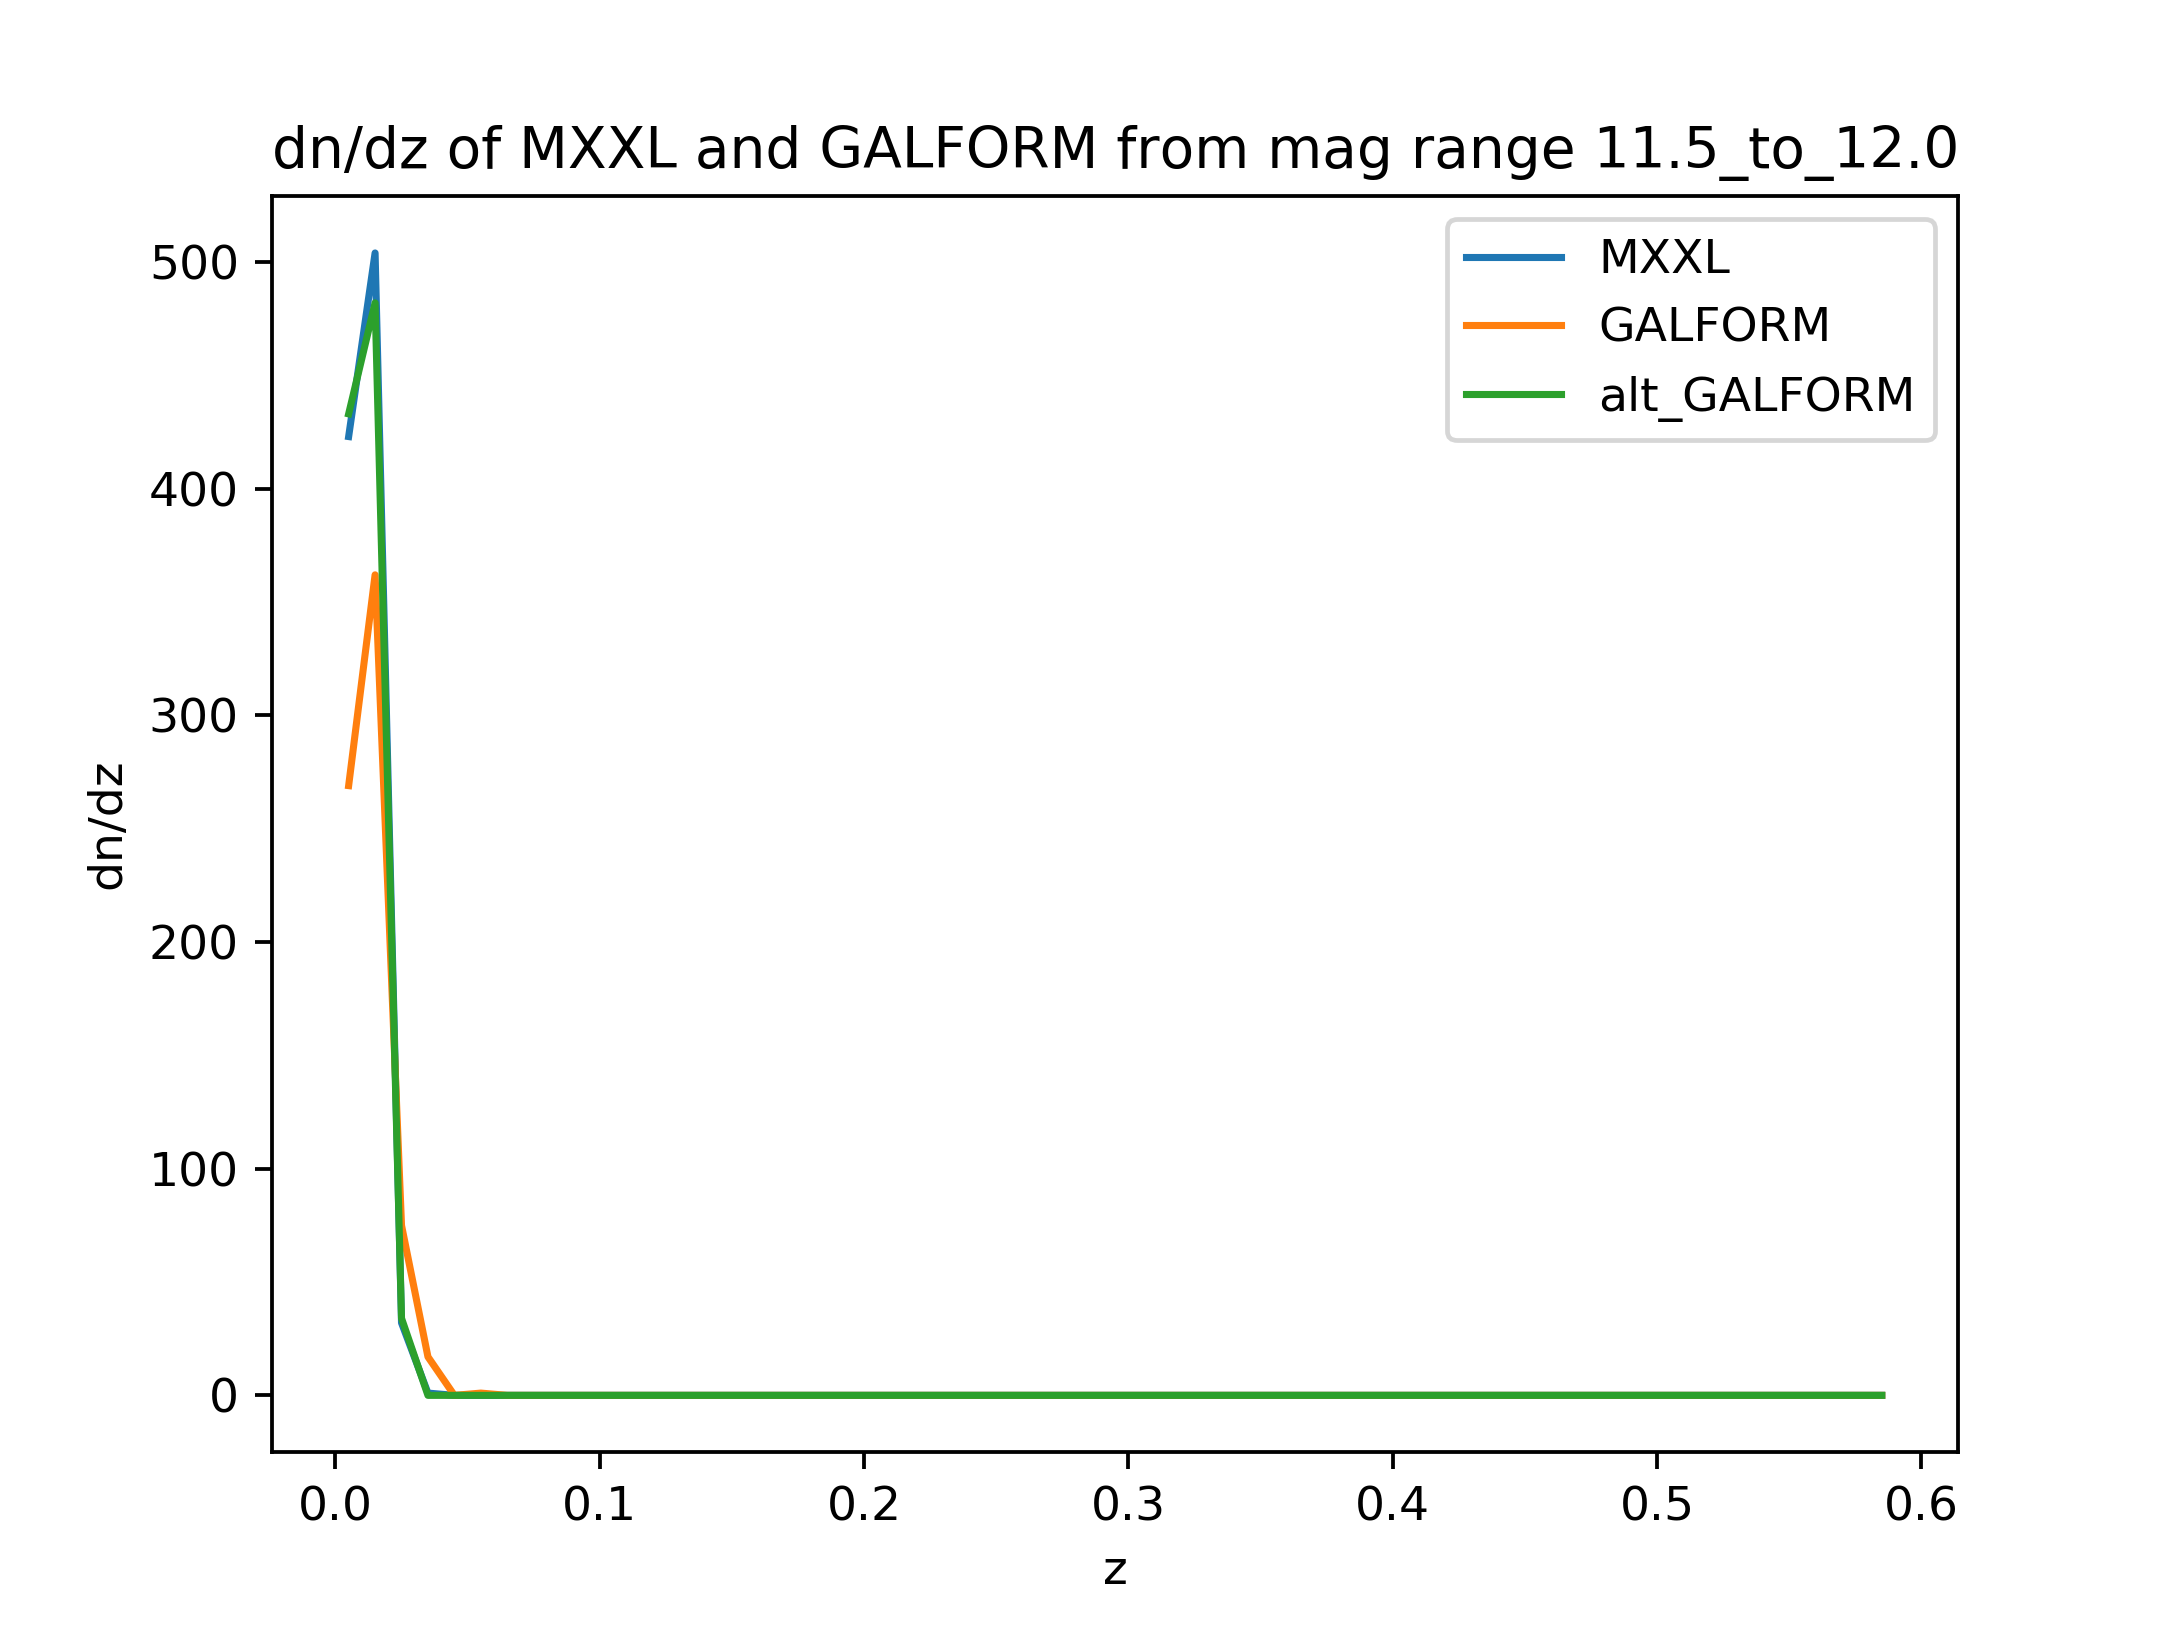 dn/dz of MXXL and GALFORM from mag range 11.5_to_12.0
MXXL
GALFORM
alt_GALFORM
500
400
300
200
100
0
dn/dz
0.0 0.1 0.2 0.3 0.4 0.5 0.6
z